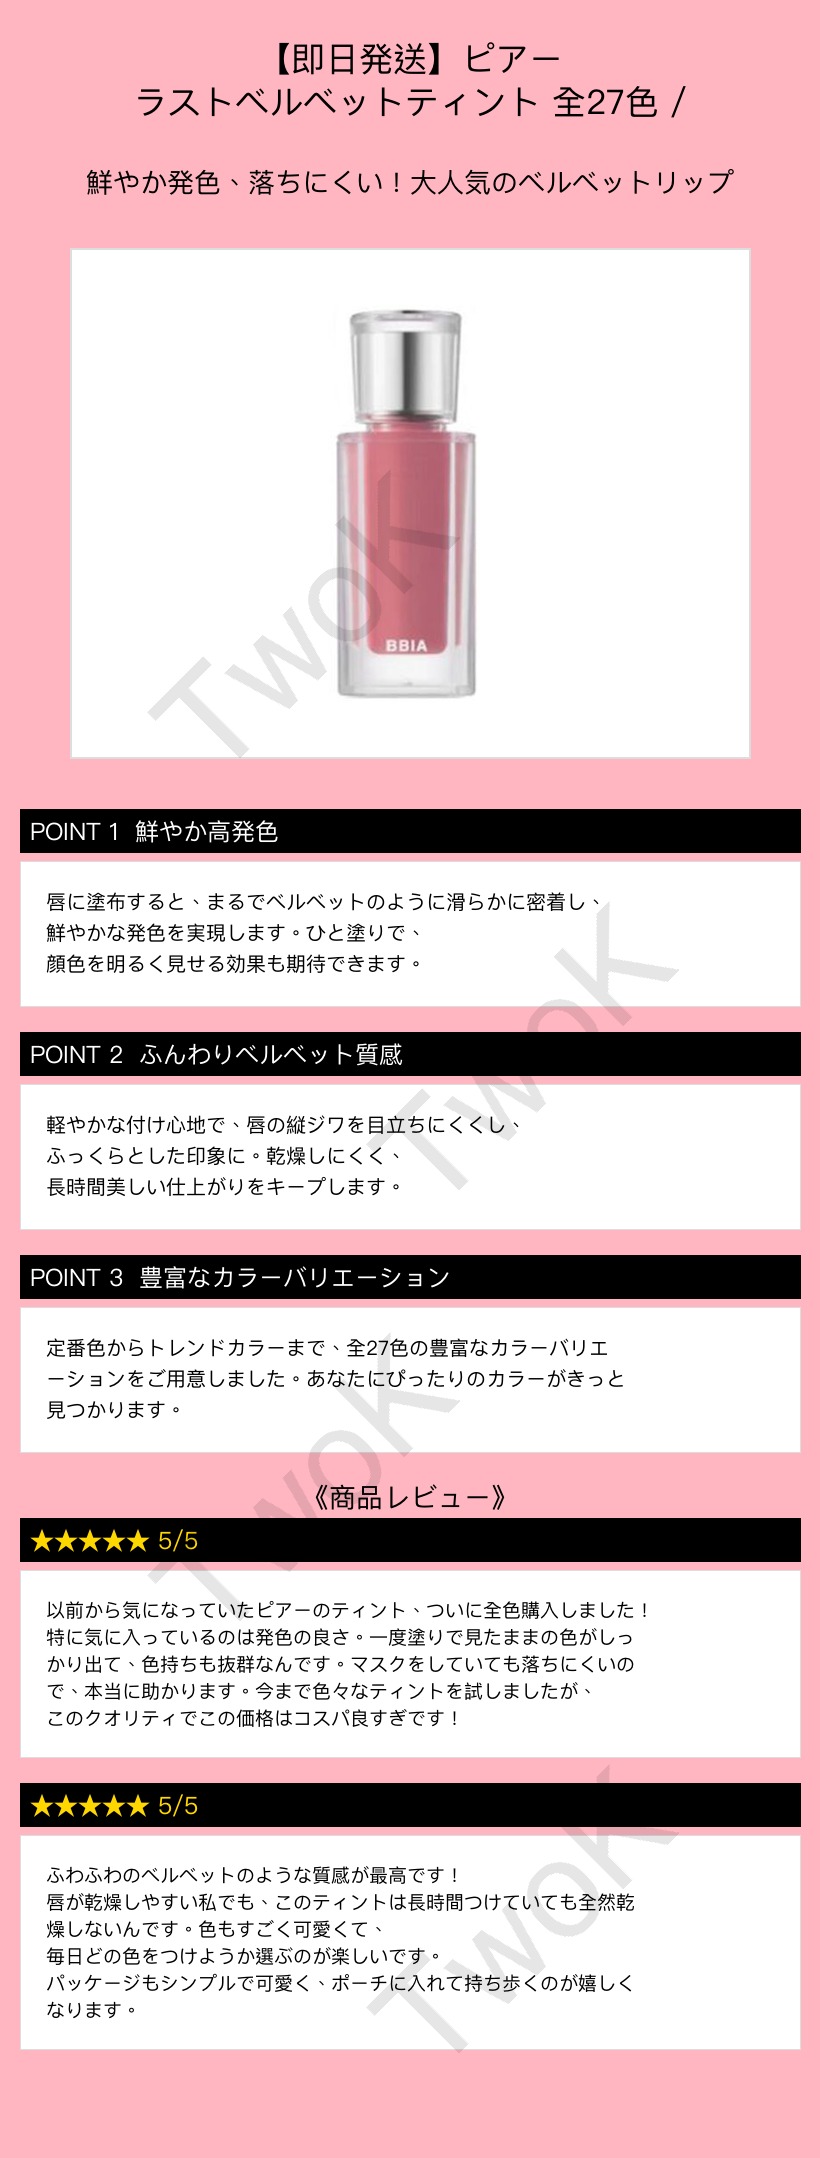 【即日発送】ピアー
ラストベルベットティント 全27色 /
鮮やか発色、落ちにくい！大人気のベルベットリップ
BBIA
TwoK
POINT 1 鮮やか高発色
唇に塗布すると、まるでベルベットのように滑らかに密着し、
鮮やかな発色を実現します。ひと塗りで、
顔色を明るく見せる効果も期待できます。
TwoK
POINT 2 ふんわりベルベット質感
軽やかな付け心地で、唇の縦ジワを目立ちにくくし、
ふっくらとした印象に。乾燥しにくく、
長時間美しい仕上がりをキープします。
POINT 3 豊富なカラーバリエーション
定番色からトレンドカラーまで、全27色の豊富なカラーバリエ
ーションをご用意しました。あなたにぴったりのカラーがきっと
見つかります。
TwoK
《商品レビュー》
★★★★★ 5/5
以前から気になっていたピアーのティント、ついに全色購入しました！
特に気に入っているのは発色の良さ。一度塗りで見たままの色がしっ
かり出て、色持ちも抜群なんです。マスクをしていても落ちにくいの
で、本当に助かります。今まで色々なティントを試しましたが、
このクオリティでこの価格はコスパ良すぎです！
★★★★★ 5/5
ふわふわのベルベットのような質感が最高です！
唇が乾燥しやすい私でも、このティントは長時間つけていても全然乾
燥しないんです。色もすごく可愛くて、
毎日どの色をつけようか選ぶのが楽しいです。
パッケージもシンプルで可愛く、ポーチに入れて持ち歩くのが嬉しく
なります。
TwoK